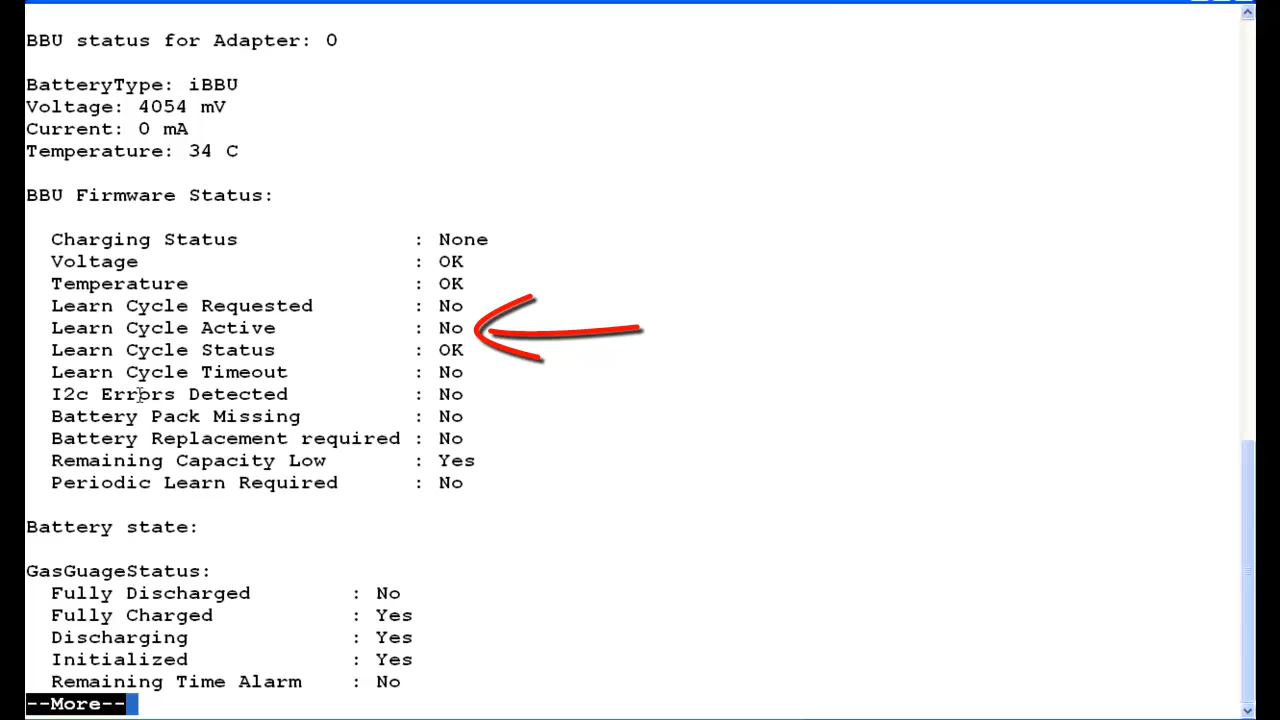 BBU status for Adapter: 0
BatteryType: iBBU
Voltage: 4054 mV
Current: 0 mA
Temperature: 34 C
BBU Firmware Status:
Charging Status : None
Voltage : OK
Temperature : OK
Learn Cycle Requested : No
Learn Cycle Active : No
Learn Cycle Status : OK
Learn Cycle Timeout : No
I2c Errors Detected : No
Battery Pack Missing : No
Battery Replacement required : No
Remaining Capacity Low : Yes
Periodic Learn Required : No
Battery state:
GasGuageStatus:
Fully Discharged : No
Fully Charged : Yes
Discharging : Yes
Initialized : Yes
Remaining Time Alarm : No
--More--